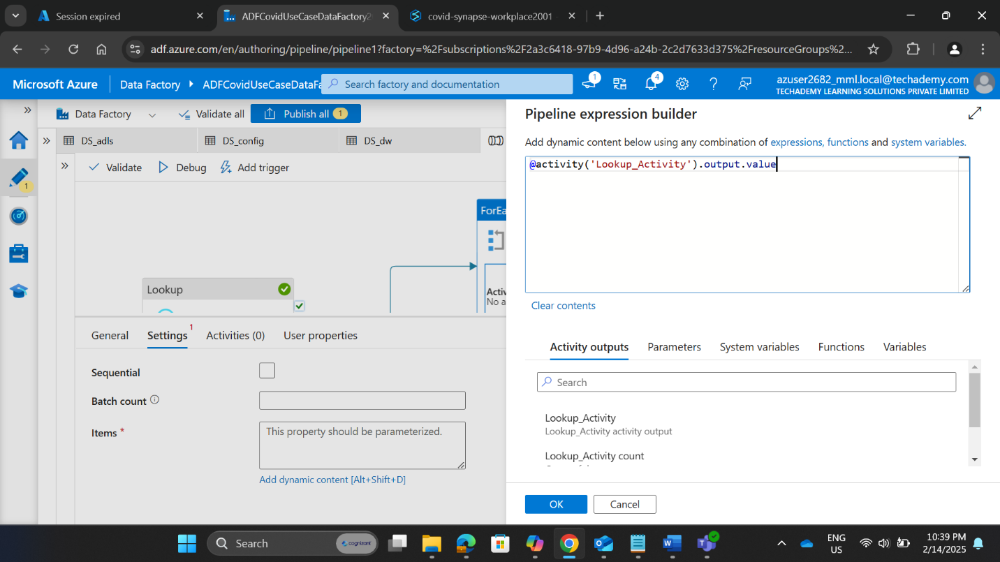 Session expired
ADFCovidUseCaseDataFactory2
covid-synapse-workplace2001
adf.azure.com/en/authoring/pipeline/pipeline1?factory=%2Fsubscriptions%2F2a3c6418-97b9-4d96-a24b-2c2d7633d375%2FresourceGroups%2...
Microsoft Azure
Data Factory
ADFCovidUseCaseDataFa
Search factory and documentation
1
4
azuser2682_mml.local@techademy.com
TECHADEMY LEARNING SOLUTIONS PRIVATE LIMITED
Data Factory
Validate all
Publish all 1
DS_adls
DS_config
DS_dw
1
Validate
Debug
Add trigger
ForEa
Activ
No a
Lookup
General
Settings 1
Activities (0)
User properties
Sequential
Batch count
Items *
This property should be parameterized.
Add dynamic content [Alt+Shift+D]
Pipeline expression builder
Add dynamic content below using any combination of expressions, functions and system variables.
@activity('Lookup_Activity').output.value
Clear contents
Activity outputs
Parameters
System variables
Functions
Variables
Search
Lookup_Activity
Lookup_Activity activity output
Lookup_Activity count
OK
Cancel
Search
cognizant
ENG
US
10:39 PM
2/14/2025